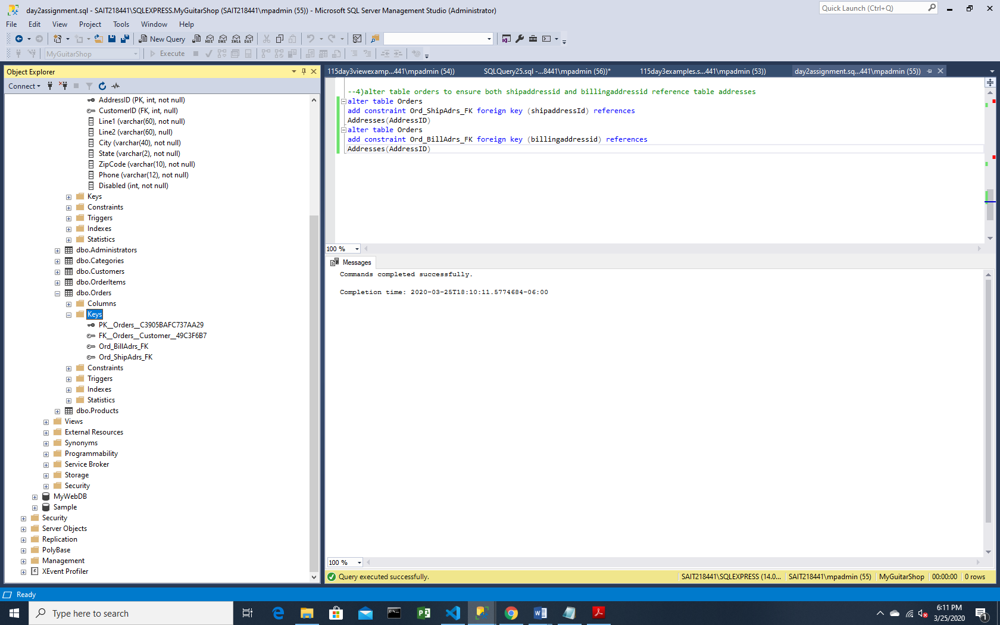 day2assignment.sql - SAIT218441\SQLEXPRESS.MyGuitarShop (SAIT218441\mpadmin (55)) - Microsoft SQL Server Management Studio (Administrator)
Quick Launch (Ctrl+Q)
File Edit View Project Tools Window Help
New Query
MDX DMX XMLA DAX
MyGuitarShop
Execute
Object Explorer
Connect
AddressID (PK, int, not null)
CustomerID (FK, int, null)
Line1 (varchar(60), not null)
Line2 (varchar(60), null)
City (varchar(40), not null)
State (varchar(2), not null)
ZipCode (varchar(10), not null)
Phone (varchar(12), not null)
Disabled (int, not null)
Keys
Constraints
Triggers
Indexes
Statistics
dbo.Administrators
dbo.Categories
dbo.Customers
dbo.OrderItems
dbo.Orders
Columns
Keys
PK__Orders__C3905BAFC737AA29
FK__Orders__Customer__49C3F6B7
Ord_BillAdrs_FK
Ord_ShipAdrs_FK
Constraints
Triggers
Indexes
Statistics
dbo.Products
Views
External Resources
Synonyms
Programmability
Service Broker
Storage
Security
MyWebDB
Sample
Security
Server Objects
Replication
PolyBase
Management
XEvent Profiler
115day3viewexamp...441\mpadmin (54))
SQLQuery25.sql -...8441\mpadmin (56))*
115day3examples.s...441\mpadmin (53))
day2assignment.sq...441\mpadmin (55))
--4)alter table orders to ensure both shipaddressid and billingaddressid reference table addresses
alter table Orders
add constraint Ord_ShipAdrs_FK foreign key (shipaddressId) references
Addresses(AddressID)
alter table Orders
add constraint Ord_BillAdrs_FK foreign key (billingaddressid) references
Addresses(AddressID)
100 %
Messages
Commands completed successfully.
Completion time: 2020-03-25T18:10:11.5774684-06:00
100 %
Query executed successfully.
SAIT218441\SQLEXPRESS (14.0... SAIT218441\mpadmin (55) MyGuitarShop 00:00:00 0 rows
Ready
Type here to search
6:11 PM
3/25/2020
1